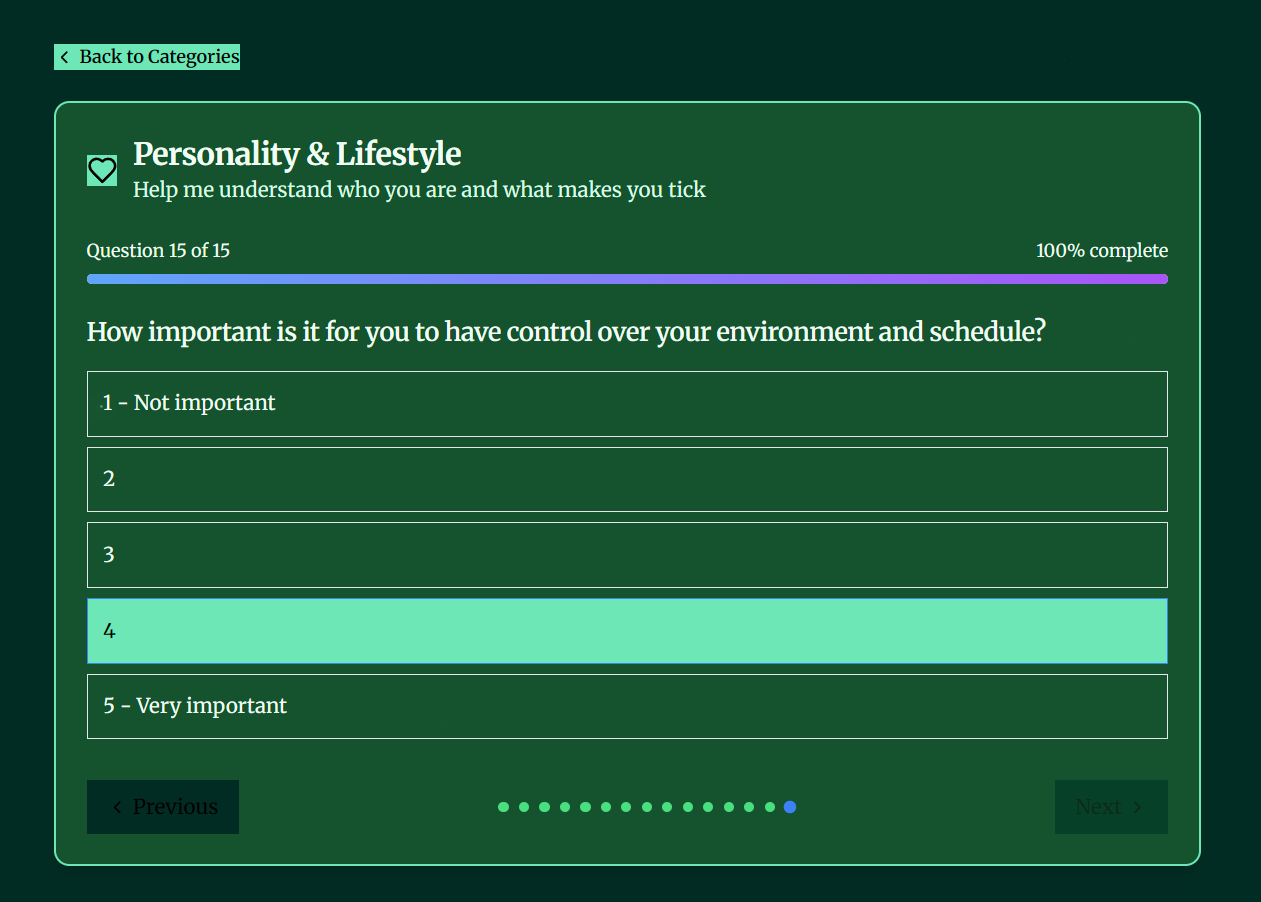 Back to Categories
Personality & Lifestyle
Help me understand who you are and what makes you tick
Question 15 of 15
100% complete
How important is it for you to have control over your environment and schedule?
1 - Not important
2
3
4
5 - Very important
Previous
Next